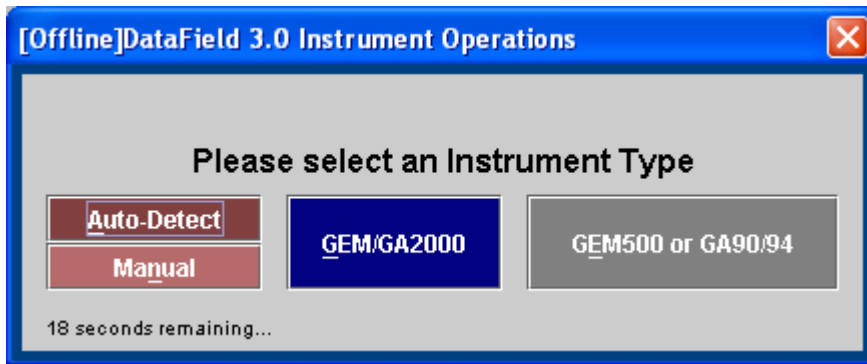 [Offline]DataField 3.0 Instrument Operations
Please select an Instrument Type
Auto-Detect
Manual
GEM/GA2000
GEM500 or GA90/94
18 seconds remaining...